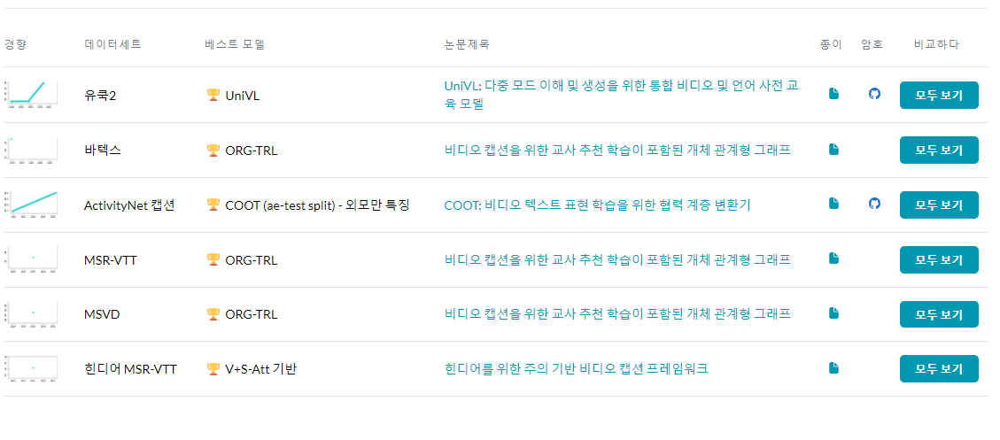 경향 데이터세트 베스트 모델 논문제목 종이 암호 비교하다
유쿡2 UniVL UniVL: 다중 모드 이해 및 생성을 위한 통합 비디오 및 언어 사전 교
육 모델 모두 보기
바텍스 ORG-TRL 비디오 캡션을 위한 교사 추천 학습이 포함된 개체 관계형 그래프 모두 보기
ActivityNet 캡션 COOT (ae-test split) - 외모만 특징 COOT: 비디오 텍스트 표현 학습을 위한 협력 계층 변환기 모두 보기
MSR-VTT ORG-TRL 비디오 캡션을 위한 교사 추천 학습이 포함된 개체 관계형 그래프 모두 보기
MSVD ORG-TRL 비디오 캡션을 위한 교사 추천 학습이 포함된 개체 관계형 그래프 모두 보기
힌디어 MSR-VTT V+S-Att 기반 힌디어를 위한 주의 기반 비디오 캡션 프레임워크 모두 보기